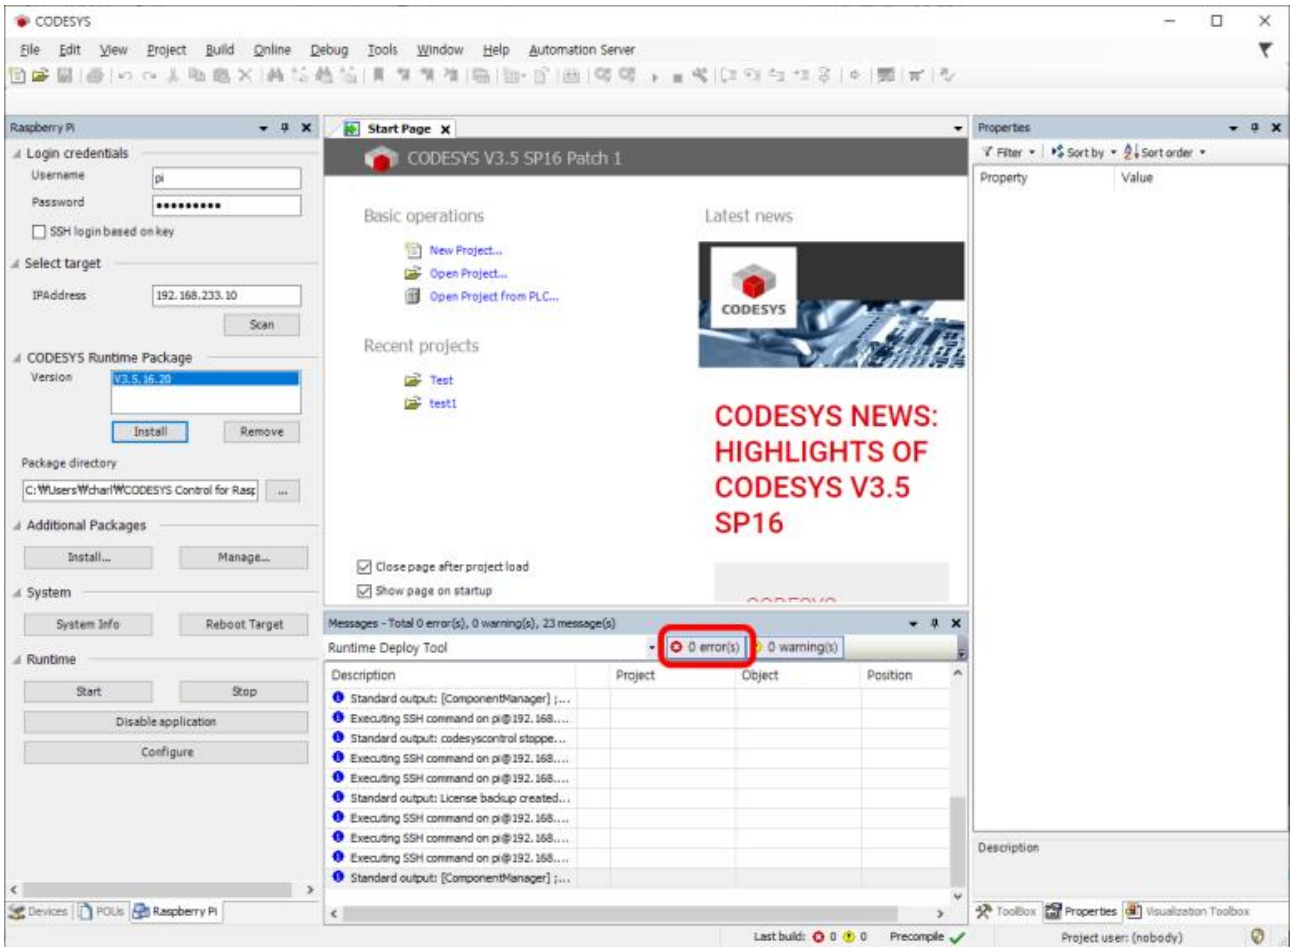 CODESYS
File Edit View Project Build Online Debug Tools Window Help Automation Server
Raspberry Pi
Login credentials
Username
pi
Password
•••••••••
SSH login based on key
Select target
IPAddress
192.168.233.10
Scan
CODESYS Runtime Package
Version
V3.5.16.20
Install Remove
Package directory
C:₩Users₩charl₩CODESYS Control for Rasp
...
Additional Packages
Install... Manage...
System
System Info Reboot Target
Runtime
Start Stop
Disable application
Configure
Devices POUs Raspberry Pi
Start Page
CODESYS V3.5 SP16 Patch 1
Basic operations
New Project...
Open Project...
Open Project from PLC...
Recent projects
Test
test1
Close page after project load
Show page on startup
Latest news
CODESYS
CODESYS NEWS:
HIGHLIGHTS OF
CODESYS V3.5
SP16
Messages - Total 0 error(s), 0 warning(s), 23 message(s)
Runtime Deploy Tool 0 error(s) 0 warning(s)
Description Project Object Position
Standard output: [ComponentManager] ;...
Executing SSH command on pi@192.168....
Standard output: codesyscontrol stoppe...
Executing SSH command on pi@192.168....
Executing SSH command on pi@192.168....
Standard output: License backup created...
Executing SSH command on pi@192.168....
Executing SSH command on pi@192.168....
Executing SSH command on pi@192.168....
Standard output: [ComponentManager] ;...
Properties
Filter Sort by Sort order
Property Value
Description
ToolBox Properties Visualization Toolbox
Last build: 0 0 Precompile Project user: (nobody)